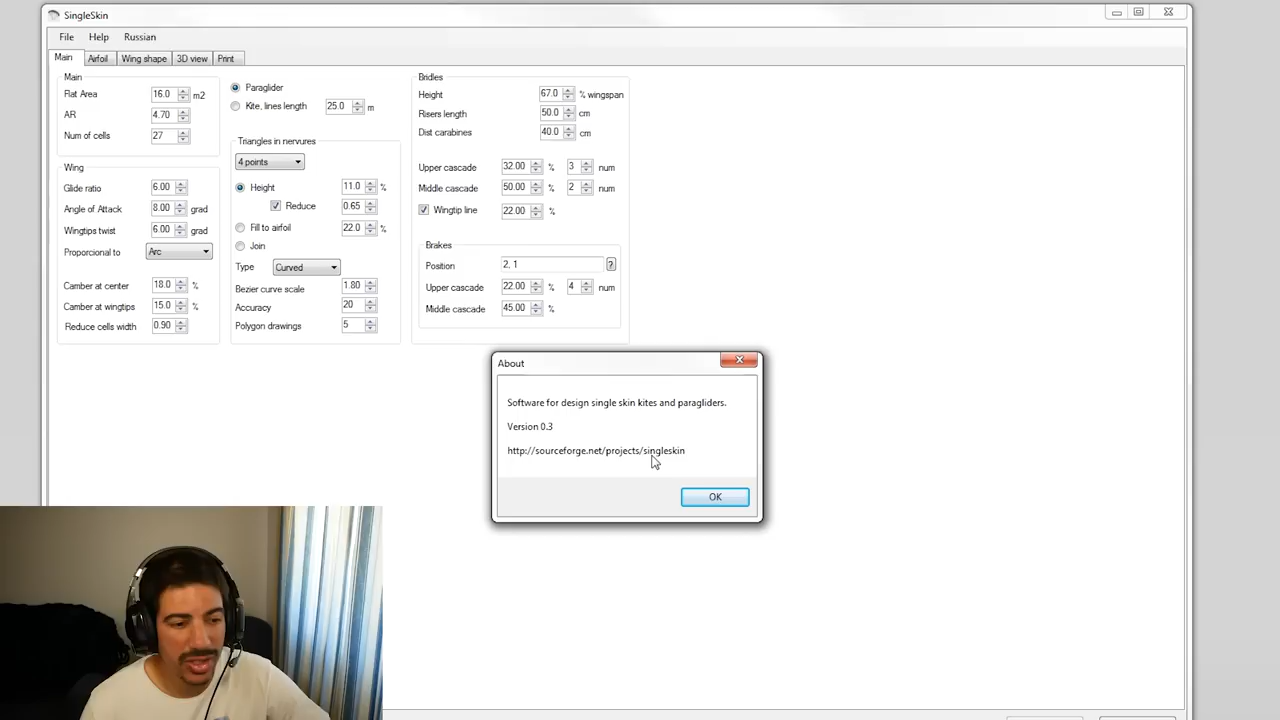 SingleSkin
File Help Russian
Main Airfoil Wing shape 3D view Print
Main
Flat Area 16.0 m2
AR 4.70
Num of cells 27
Wing
Glide ratio 6.00
Angle of Attack 8.00 grad
Wingtips twist 6.00 grad
Proporcional to Arc
Camber at center 18.0 %
Camber at wingtips 15.0 %
Reduce cells width 0.90
Paraglider
Kite, lines length 25.0 m
Triangles in nervures
4 points
Height 11.0 %
Reduce 0.65
Fill to airfoil 22.0 %
Join
Type Curved
Bezier curve scale 1.80
Accuracy 20
Polygon drawings 5
Bridles
Height 67.0 % wingspan
Risers length 50.0 cm
Dist carabines 40.0 cm
Upper cascade 32.00 % 3 num
Middle cascade 50.00 % 2 num
Wingtip line 22.00 %
Brakes
Position 2, 1 ?
Upper cascade 22.00 % 4 num
Middle cascade 45.00 %
About
Software for design single skin kites and paragliders.
Version 0.3
http://sourceforge.net/projects/singleskin
OK